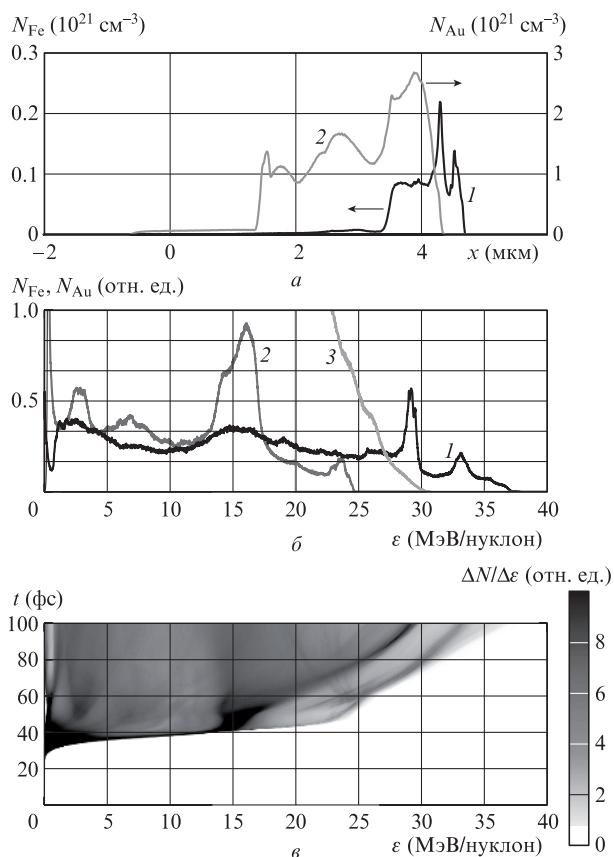 N_Fe (10^21 см^−3) N_Au (10^21 см^−3)
0.3 3
2
0.2 2
0.1 1
1
0 0
−2 0 2 4 x (мкм) 6
а
N_Fe, N_Au (отн. ед.)
1.0
2 3
0.5
1
0 5 10 15 20 25 30 35 40
б ε (МэВ/нуклон)
ΔN/Δε (отн. ед.)
t (фс)
100
8
80
6
60
4
40
2
20
0
0 5 10 15 20 25 30 35 40
в ε (МэВ/нуклон)